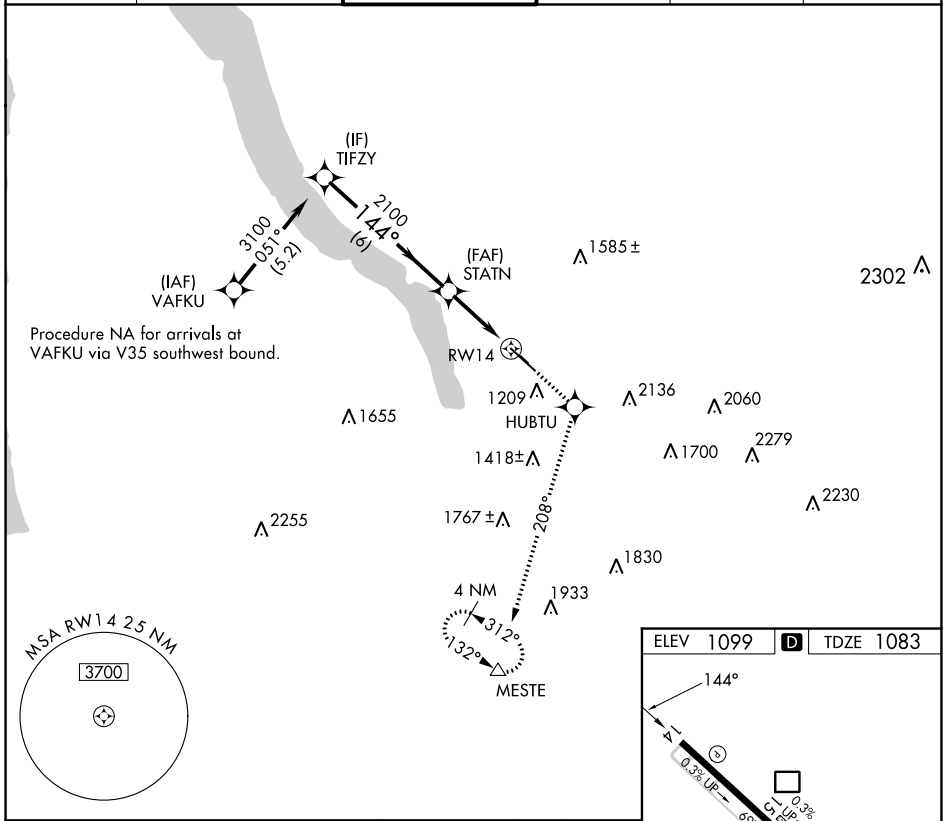 (IF)
TIFZY
2100
144°
(6)
3100
051°
(5.2)
(FAF)
STATN
1585 ±
2302
(IAF)
VAFKU
Procedure NA for arrivals at
VAFKU via V35 southwest bound.
RW14
1209
HUBTU
2136
2060
1655
1418±
1700
2279
2230
2255
1767 ±
208°
1830
4 NM
1933
312°
132°
MESTE
MSA RW14 25 NM
3700
ELEV 1099 D TDZE 1083
144°
14
P
0.3% UP
0.3%
UP